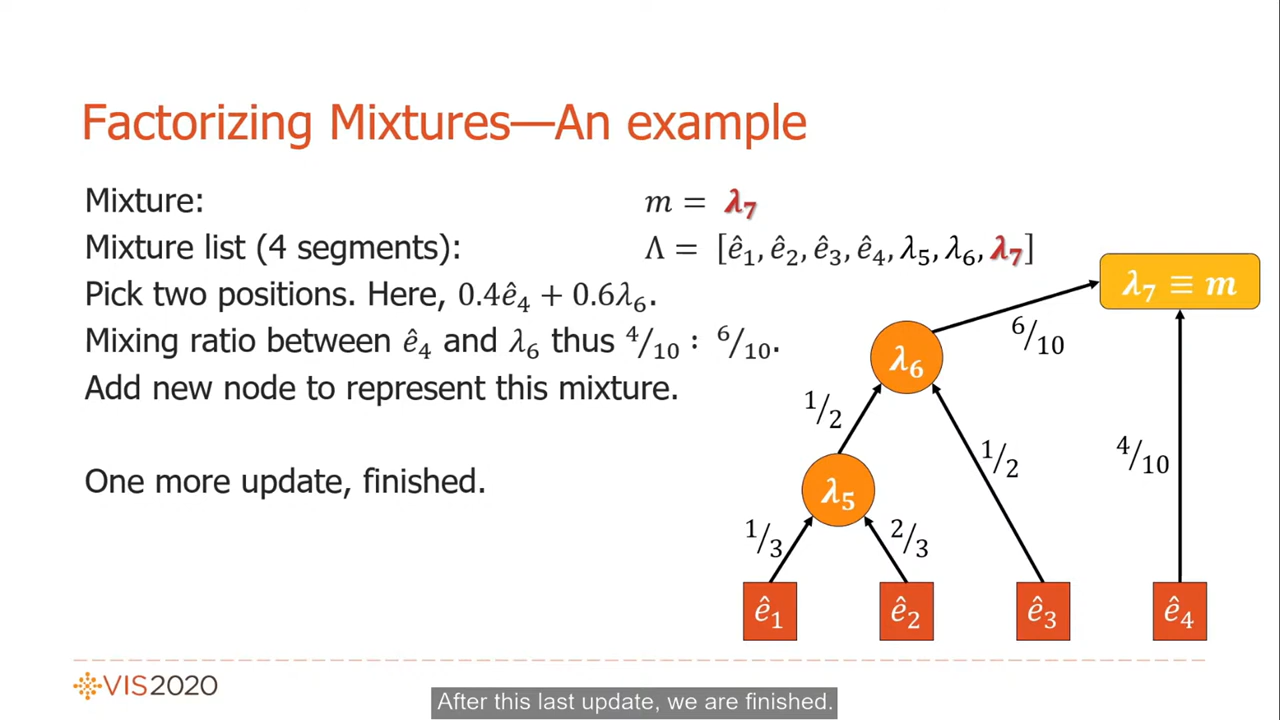 Factorizing Mixtures—An example
Mixture: m = λ₇
Mixture list (4 segments): Λ = [ê₁, ê₂, ê₃, ê₄, λ₅, λ₆, λ₇]
Pick two positions. Here, 0.4ê₄ + 0.6λ₆.
Mixing ratio between ê₄ and λ₆ thus 4/10 : 6/10.
Add new node to represent this mixture.
One more update, finished.
λ₇ ≡ m
6/10
λ₆
1/2
1/2
4/10
λ₅
1/3
2/3
ê₁
ê₂
ê₃
ê₄
VIS2020
After this last update, we are finished.